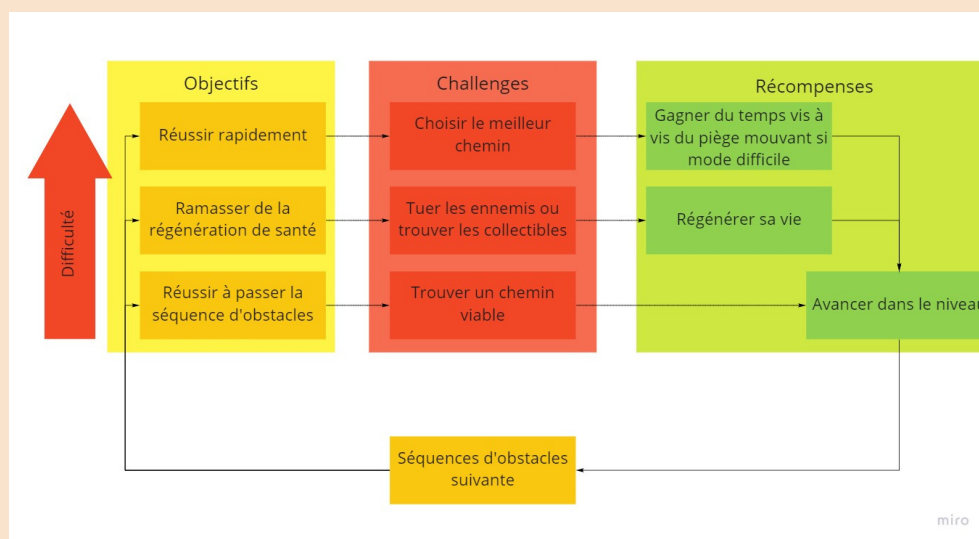 Objectifs
Challenges
Récompenses
Difficulté
Réussir rapidement
Choisir le meilleur
chemin
Gagner du temps vis à
vis du piège mouvant si
mode difficile
Ramasser de la
régénération de santé
Tuer les ennemis ou
trouver les collectibles
Régénérer sa vie
Réussir à passer la
séquence d'obstacles
Trouver un chemin
viable
Avancer dans le niveau
Séquences d'obstacles
suivante
miro